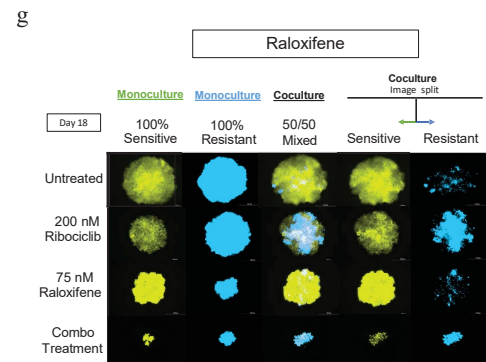 g
Raloxifene
Monoculture Monoculture Coculture Coculture
Image split
Day 18 100% Sensitive 100% Resistant 50/50 Mixed Sensitive Resistant
Untreated
200 nM
Ribociclib
75 nM
Raloxifene
Combo
Treatment